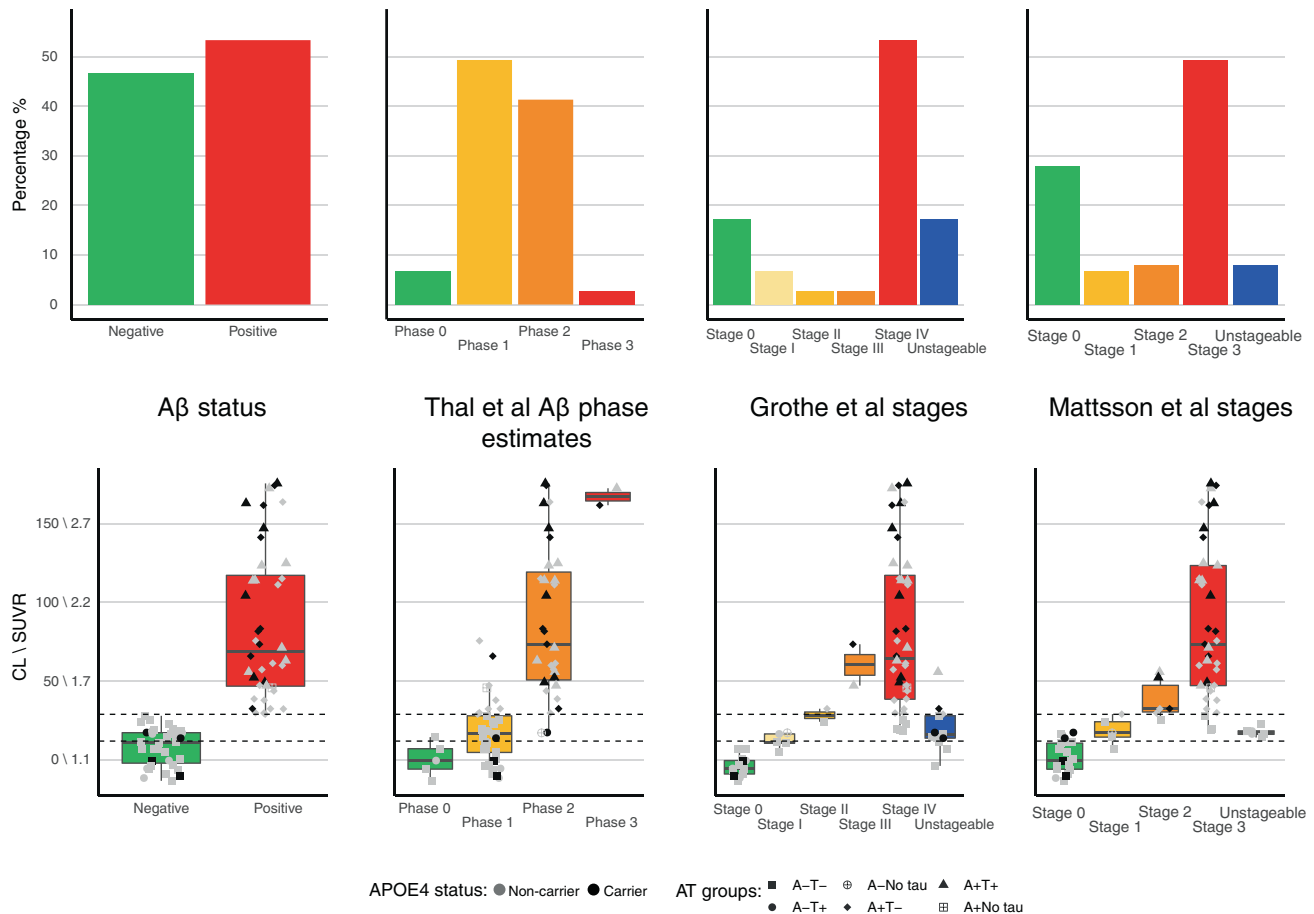 Percentage %
50
40
30
20
10
0
Negative Positive
Phase 0 Phase 1 Phase 2 Phase 3
Stage 0 Stage I Stage II Stage III Stage IV Unstageable
Stage 0 Stage 1 Stage 2 Stage 3 Unstageable
Aβ status
Thal et al Aβ phase
estimates
Grothe et al stages
Mattsson et al stages
CL \ SUVR
150 \ 2.7
100 \ 2.2
50 \ 1.7
0 \ 1.1
Negative Positive
Phase 0 Phase 1 Phase 2 Phase 3
Stage 0 Stage I Stage II Stage III Stage IV Unstageable
Stage 0 Stage 1 Stage 2 Stage 3 Unstageable
APOE4 status: Non−carrier Carrier
AT groups: A−T− A−No tau A+T+
A−T+ A+T− A+No tau